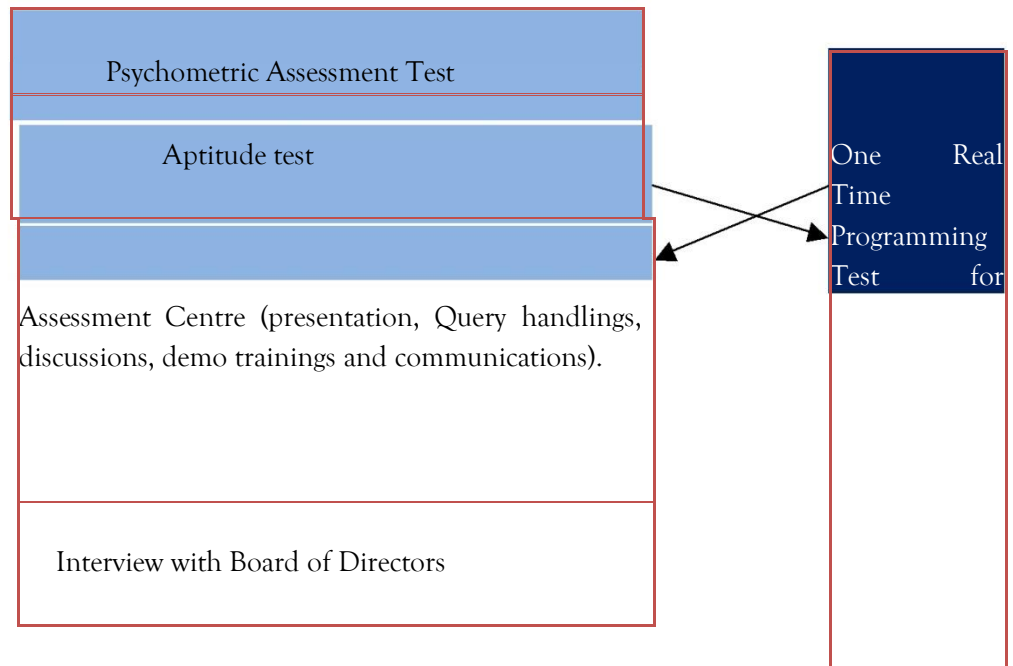 Psychometric Assessment Test
Aptitude test
One Real
Time
Programming
Test for
Assessment Centre (presentation, Query handlings,
discussions, demo trainings and communications).
Interview with Board of Directors